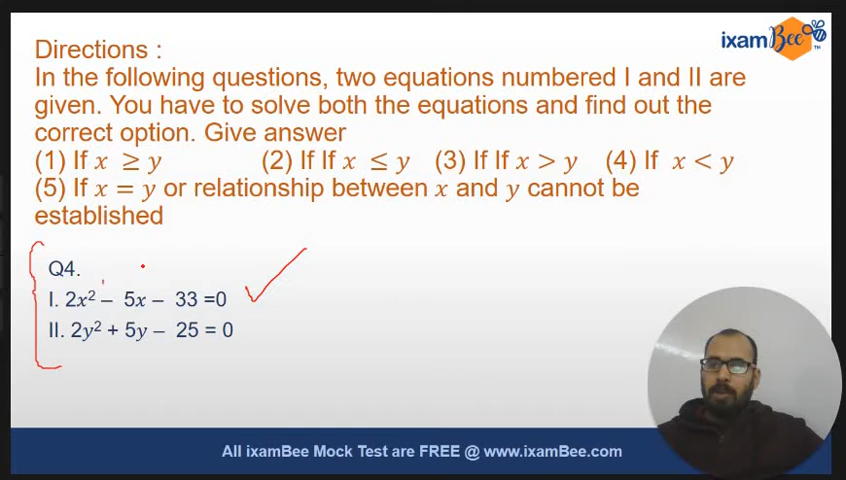 ixamBee™
Directions :
In the following questions, two equations numbered I and II are
given. You have to solve both the equations and find out the
correct option. Give answer
(1) If x ≥ y (2) If If x ≤ y (3) If If x > y (4) If x < y
(5) If x = y or relationship between x and y cannot be
established
Q4.
I. 2x² – 5x – 33 =0
II. 2y² + 5y – 25 = 0
All ixamBee Mock Test are FREE @ www.ixamBee.com